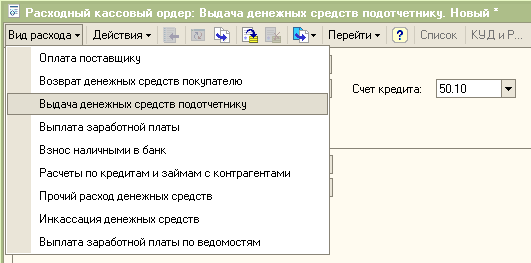 Расходный кассовый ордер: Выдача денежных средств подотчетнику. Новый *
Вид расхода Действия Перейти ? Список КУД и Р...
Оплата поставщику
Возврат денежных средств покупателю
Выдача денежных средств подотчетнику
Счет кредита: 50.10
Выплата заработной платы
Взнос наличными в банк
Расчеты по кредитам и займам с контрагентами
Прочий расход денежных средств
Инкассация денежных средств
Выплата заработной платы по ведомостям